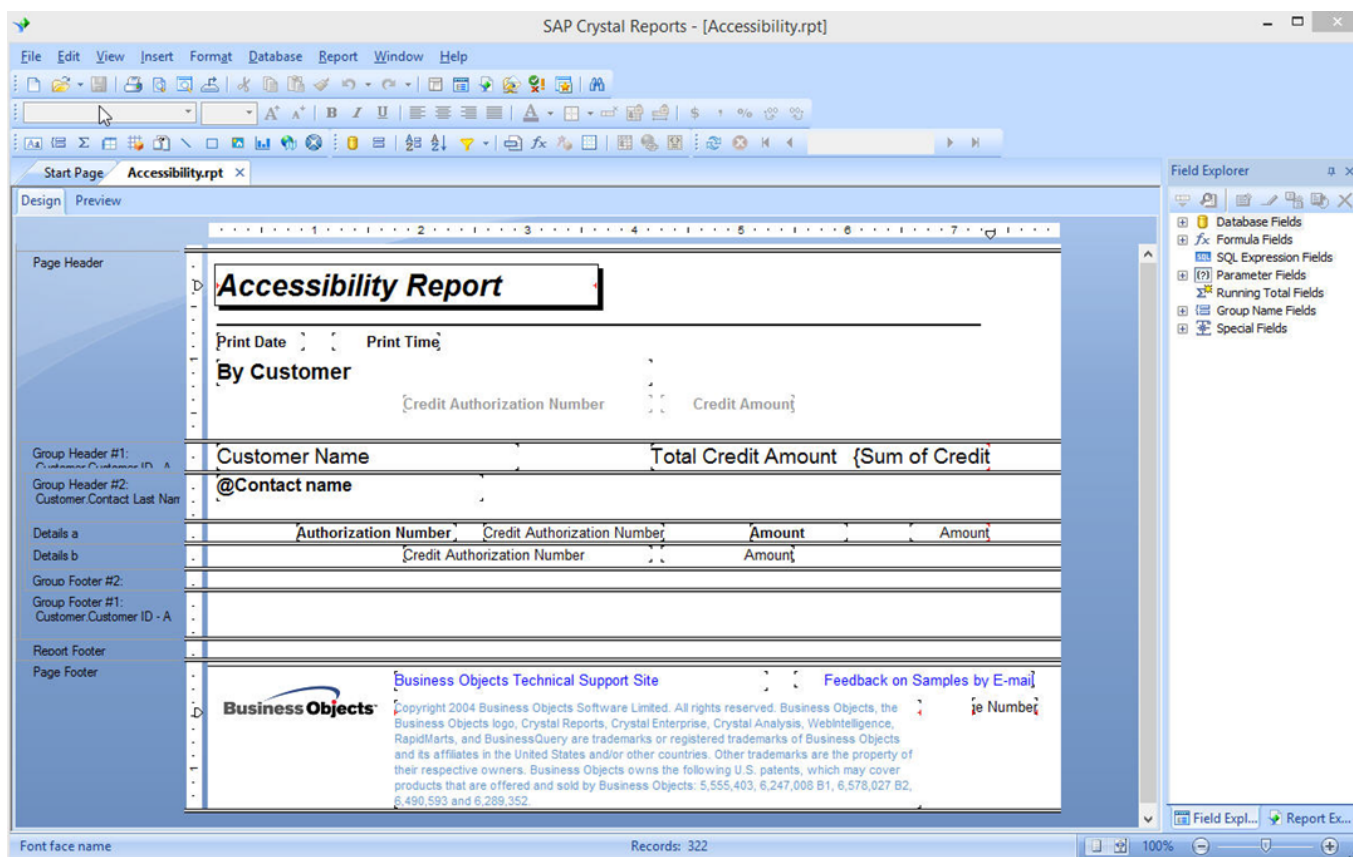 SAP Crystal Reports - [Accessibility.rpt]
File Edit View Insert Format Database Report Window Help
Start Page Accessibility.rpt ×
Design Preview
1 2 3 4 5 6 7
Page Header
Accessibility Report
Print Date Print Time
By Customer
Credit Authorization Number Credit Amount
Group Header #1:
Customer.Customer ID - A
Customer Name Total Credit Amount {Sum of Credit
Group Header #2:
Customer.Contact Last Nam
@Contact name
Details a
Authorization Number Credit Authorization Number Amount Amount
Details b
Credit Authorization Number Amount
Group Footer #2:
Group Footer #1:
Customer.Customer ID - A
Report Footer
Page Footer
Business Objects Technical Support Site Feedback on Samples by E-mail
Business Objects
ge Number
Copyright 2004 Business Objects Software Limited. All rights reserved. Business Objects, the
Business Objects logo, Crystal Reports, Crystal Enterprise, Crystal Analysis, WebIntelligence,
RapidMarts, and BusinessQuery are trademarks or registered trademarks of Business Objects
and its affiliates in the United States and/or other countries. Other trademarks are the property of
their respective owners. Business Objects owns the following U.S. patents, which may cover
products that are offered and sold by Business Objects: 5,555,403, 6,247,008 B1, 6,578,027 B2,
6,490,593 and 6,289,352.
Field Explorer
Database Fields
Formula Fields
SQL Expression Fields
Parameter Fields
Running Total Fields
Group Name Fields
Special Fields
Field Expl... Report Ex...
Font face name Records: 322 100%